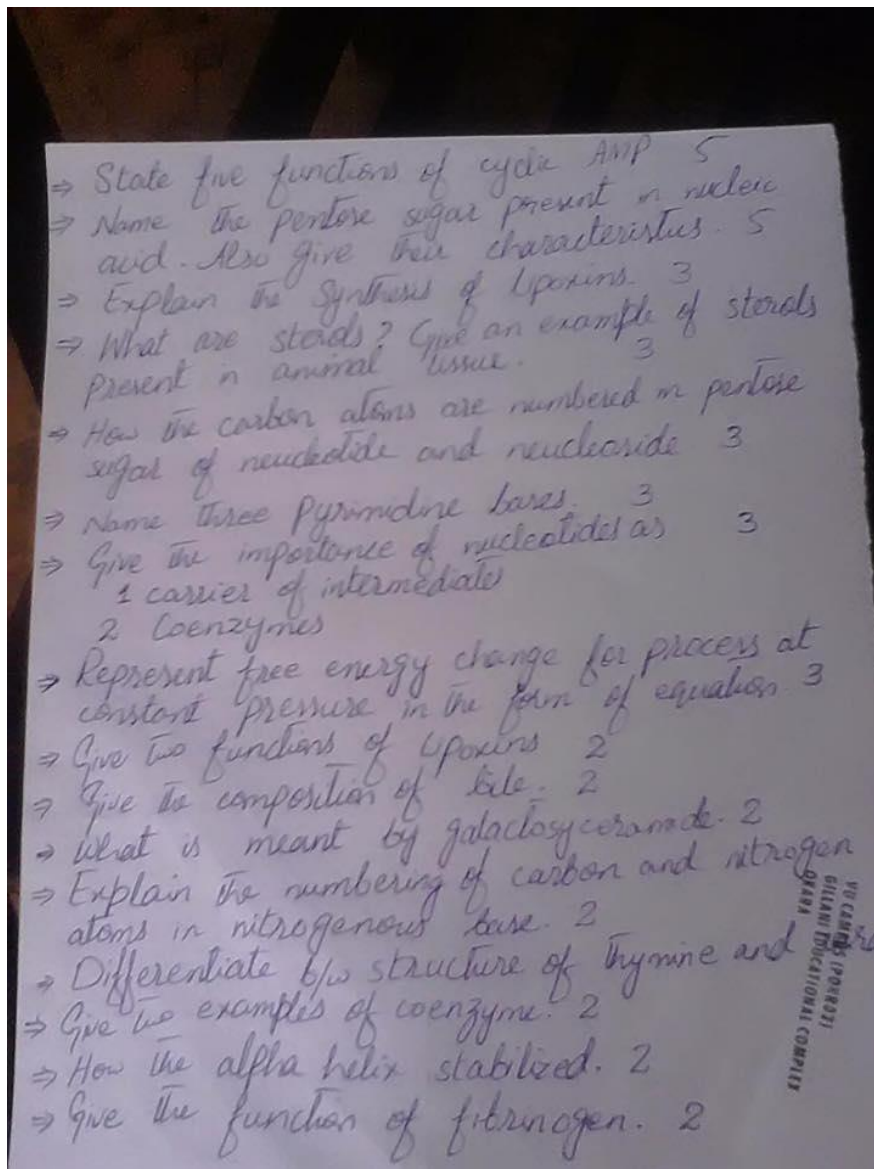 ⇒ State five functions of cyclic AMP 5
⇒ Name the pentose sugar present in nucleic
acid. Also give their characteristics. 5
⇒ Explain the Synthesis of Lipoxins. 3
⇒ What are sterols? Give an example of sterols
present in animal tissue. 3
⇒ How the carbon atoms are numbered in pentose
sugar of neucleotide and neucleoside 3
⇒ Name three Pyrimidine bases. 3
⇒ Give the importance of nucleotides as 3
1 carrier of intermediates
2 Coenzymes
⇒ Represent free energy change for process at
constant pressure in the form of equation 3
⇒ Give two functions of Lipoxins 2
⇒ Give the composition of bile. 2
⇒ What is meant by galactosyceramide. 2
⇒ Explain the numbering of carbon and nitrogen
atoms in nitrogenous base. 2
⇒ Differentiate b/w structure of thymine and
⇒ Give two examples of coenzyme. 2
⇒ How the alpha helix stabilized. 2
⇒ Give the function of fibrinogen. 2
VU CAMPUS
GILLANI EDUCATIONAL COMPLEX
OKARA